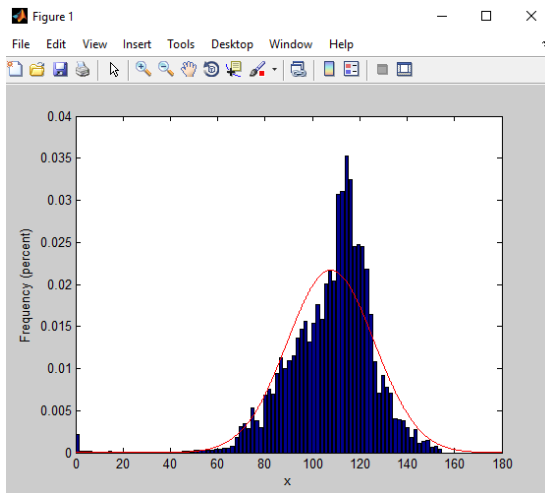 Figure 1
File Edit View Insert Tools Desktop Window Help
0.04
0.035
0.03
0.025
0.02
0.015
0.01
0.005
0
Frequency (percent)
0 20 40 60 80 100 120 140 160 180
x